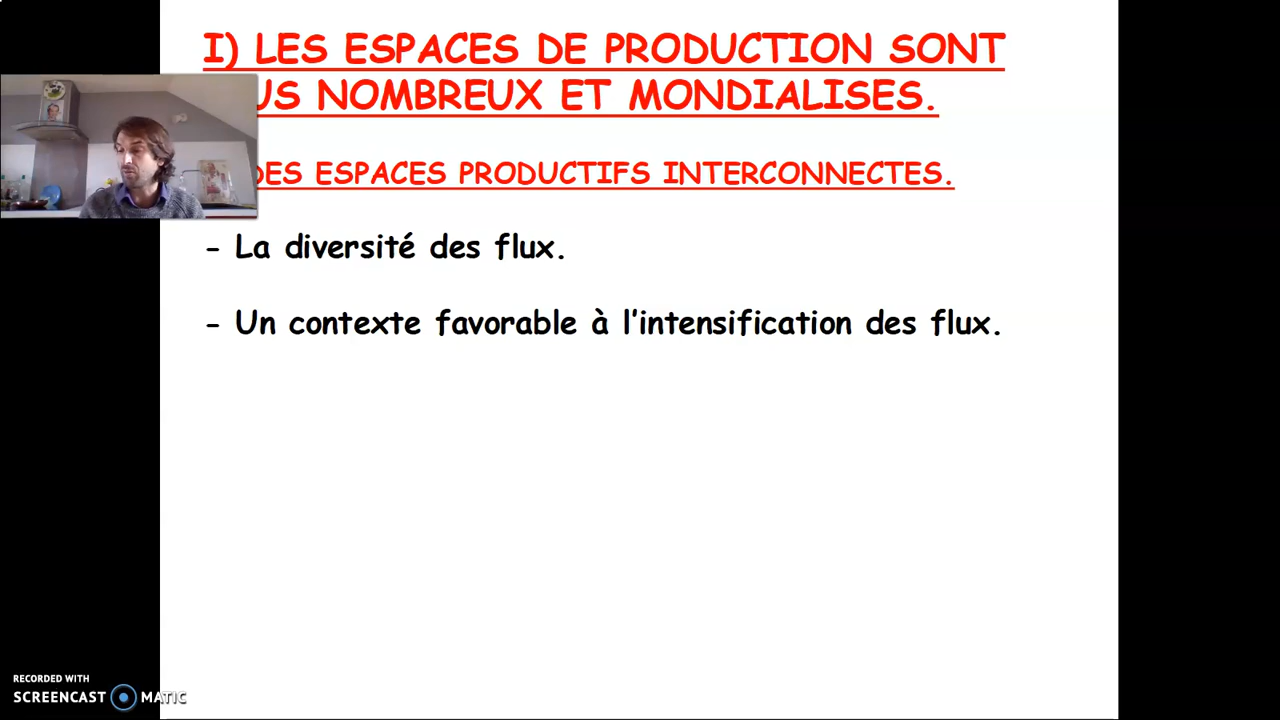 I) LES ESPACES DE PRODUCTION SONT
US NOMBREUX ET MONDIALISES.
DES ESPACES PRODUCTIFS INTERCONNECTES.
- La diversité des flux.
- Un contexte favorable à l'intensification des flux.
RECORDED WITH
SCREENCAST MATIC